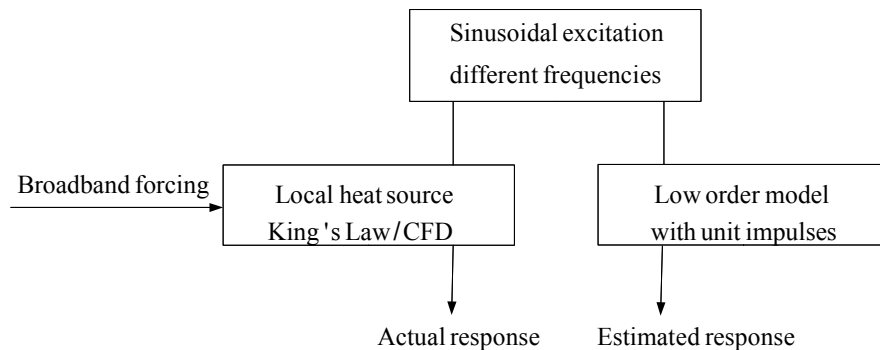 Sinusoidal excitation
different frequencies
Broadband forcing
Local heat source
King's Law/CFD
Low order model
with unit impulses
Actual response
Estimated response